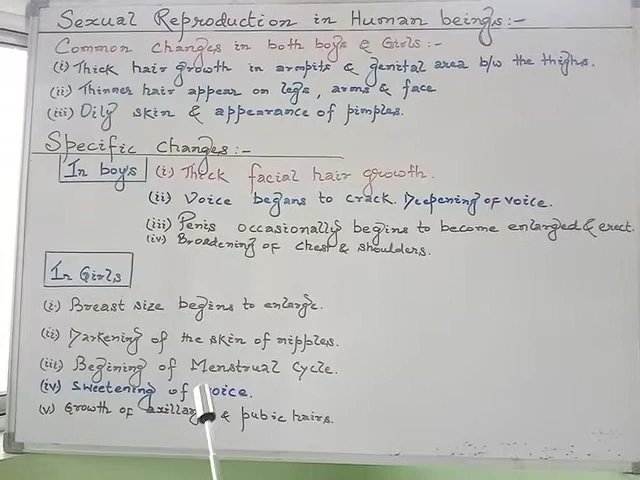 Sexual Reproduction in Human beings:-
Common changes in both boys & Girls:-
(i) Thick hair growth in armpits & genital area b/w the thighs.
(ii) Thinner hair appear on legs, arms & face
(iii) Oily skin & appearance of pimples.
Specific changes:-
In boys
(i) Thick facial hair growth.
(ii) Voice begans to crack. Deepening of voice.
(iii) Penis occasionally begins to become enlarged & erect.
(iv) Broadening of chest & shoulders.
In Girls
(i) Breast size begins to enlarge.
(ii) Darkening of the skin of nipples.
(iii) Begining of Menstrual Cycle.
(iv) Sweetening of voice.
(v) Growth of axillary & pubic hairs.